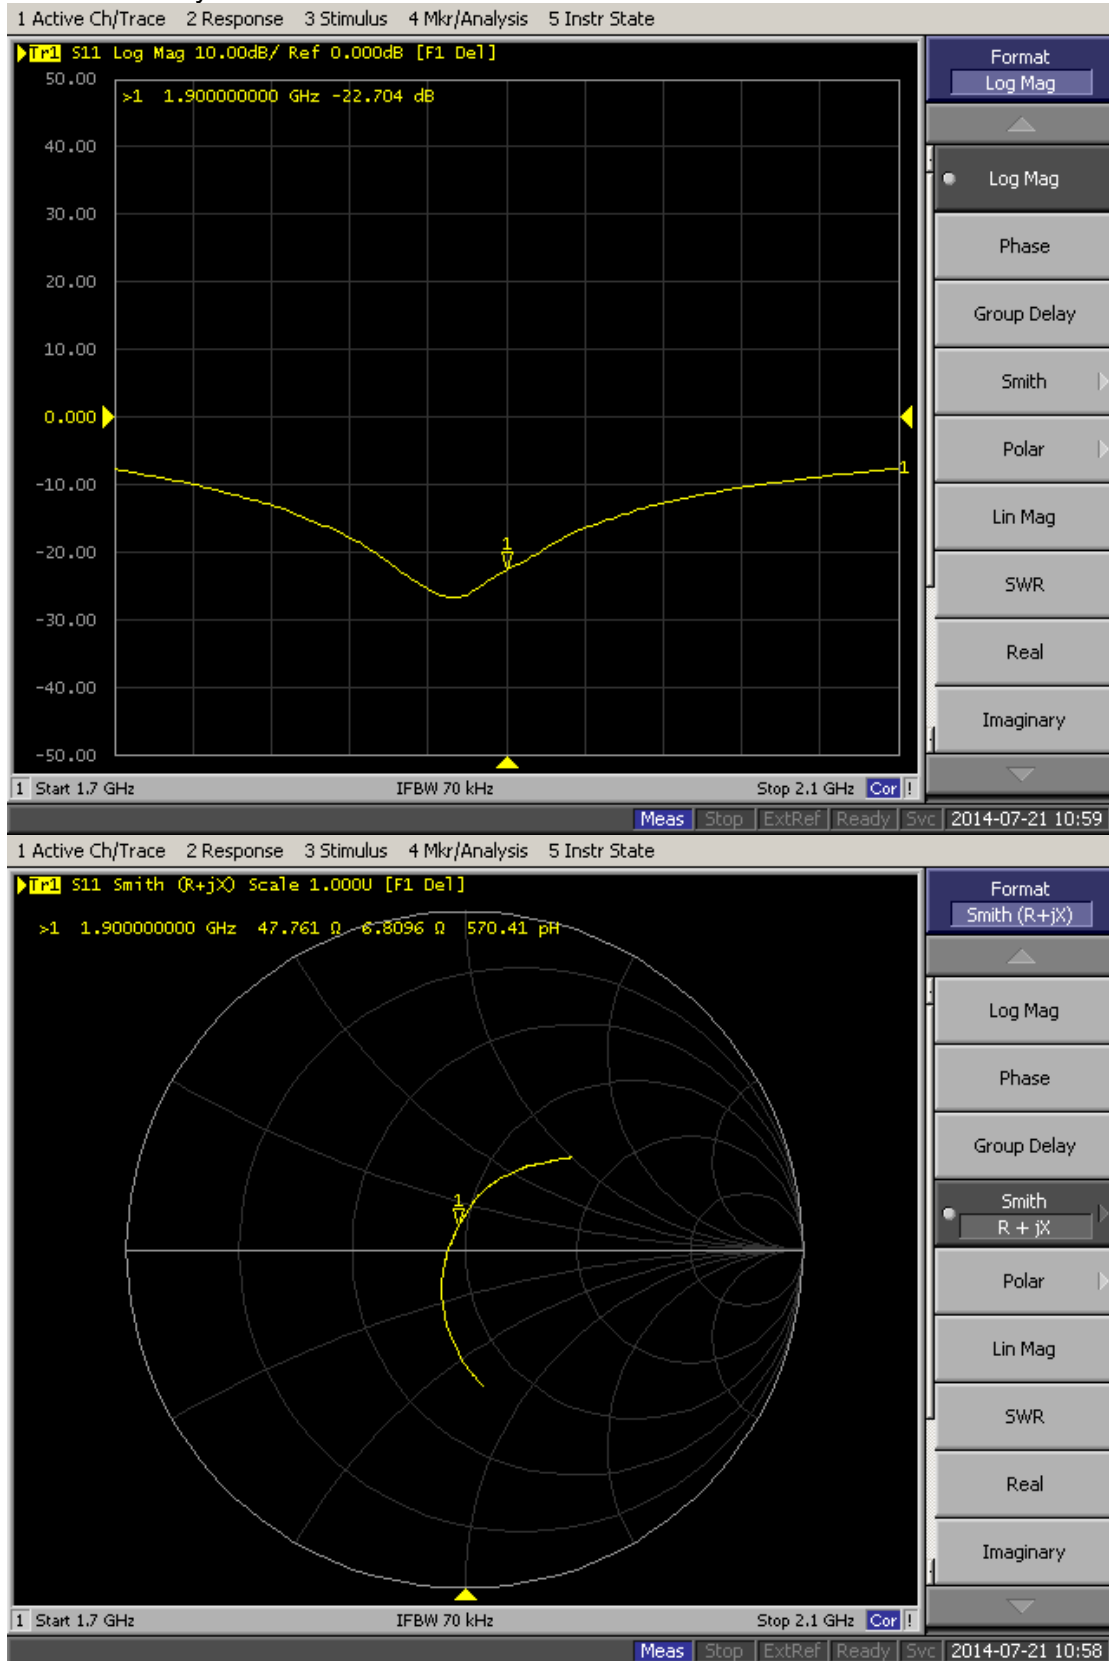 1 Active Ch/Trace 2 Response 3 Stimulus 4 Mkr/Analysis 5 Instr State
Tr1 S11 Log Mag 10.00dB/ Ref 0.000dB [F1 Del]
50.00
>1 1.900000000 GHz -22.704 dB
40.00
30.00
20.00
10.00
0.000
-10.00
-20.00
-30.00
-40.00
-50.00
1
1
1 Start 1.7 GHz IFBW 70 kHz Stop 2.1 GHz Cor !
Format
Log Mag
Log Mag
Phase
Group Delay
Smith
Polar
Lin Mag
SWR
Real
Imaginary
Meas Stop ExtRef Ready Svc 2014-07-21 10:59
1 Active Ch/Trace 2 Response 3 Stimulus 4 Mkr/Analysis 5 Instr State
Tr1 S11 Smith (R+jX) Scale 1.000U [F1 Del]
>1 1.900000000 GHz 47.761 Ω 6.8096 Ω 570.41 pH
1
1 Start 1.7 GHz IFBW 70 kHz Stop 2.1 GHz Cor !
Format
Smith (R+jX)
Log Mag
Phase
Group Delay
Smith
R + jX
Polar
Lin Mag
SWR
Real
Imaginary
Meas Stop ExtRef Ready Svc 2014-07-21 10:58